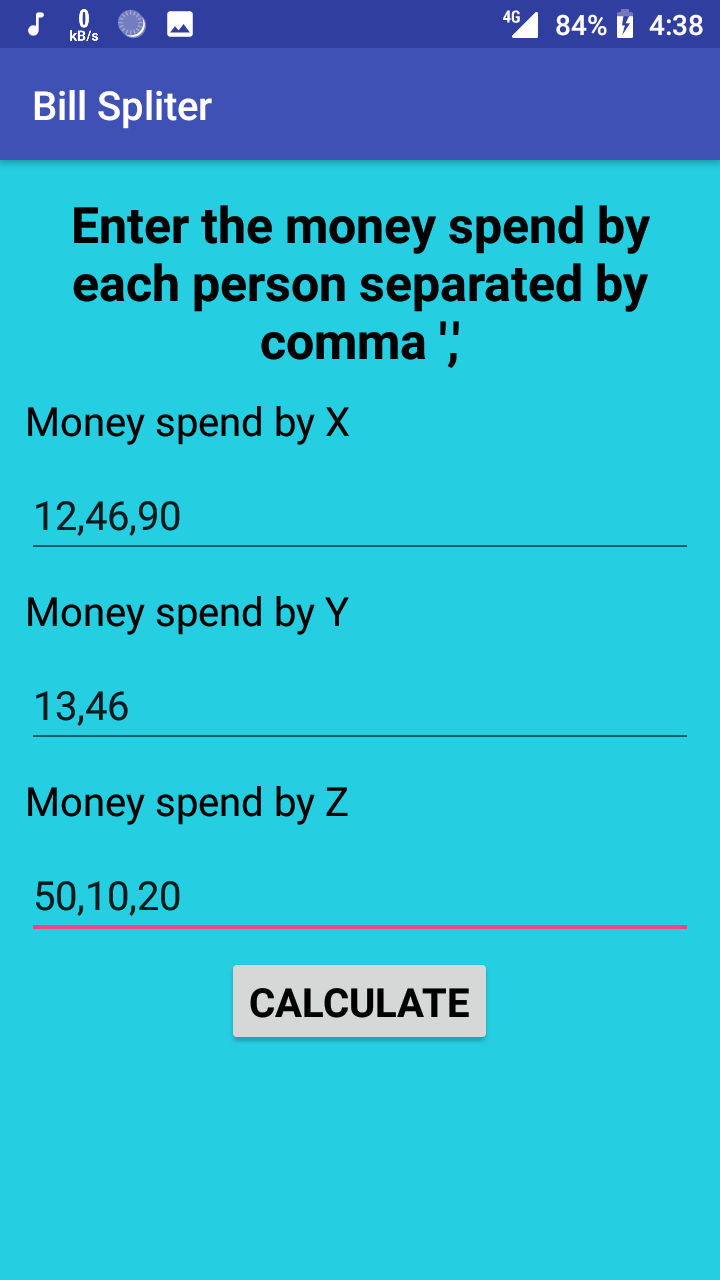 0
kB/s
4G
84%
4:38
Bill Spliter
Enter the money spend by
each person separated by
comma ','
Money spend by X
12,46,90
Money spend by Y
13,46
Money spend by Z
50,10,20
CALCULATE